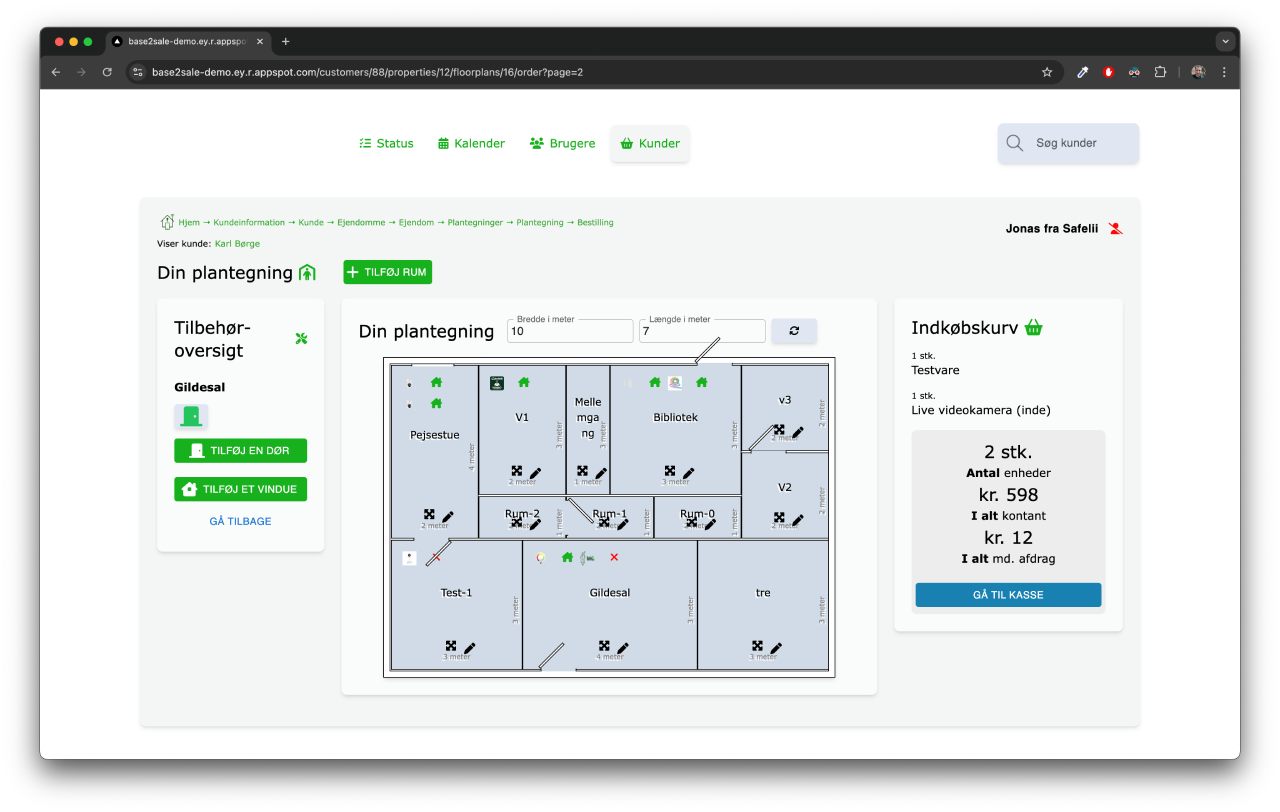 base2sale-demo.ey.r.appspo
base2sale-demo.ey.r.appspot.com/customers/88/properties/12/floorplans/16/order?page=2
Status
Kalender
Brugere
Kunder
Søg kunder
Hjem → Kundeinformation → Kunde → Ejendomme → Ejendom → Plantegninger → Plantegning → Bestilling
Viser kunde: Karl Børge
Jonas fra Safelii
Din plantegning
TILFØJ RUM
Tilbehør-
oversigt
Gildesal
TILFØJ EN DØR
TILFØJ ET VINDUE
GÅ TILBAGE
Din plantegning
Bredde i meter
10
Længde i meter
7
Pejsestue
4 meter
2 meter
V1
3 meter
2 meter
Melle
mga
ng
3 meter
1 meter
Bibliotek
3 meter
3 meter
v3
2 meter
2 meter
V2
2 meter
2 meter
Rum-2
1 meter
Rum-1
1 meter
Rum-0
1 meter
Test-1
3 meter
3 meter
Gildesal
3 meter
4 meter
tre
3 meter
3 meter
Indkøbskurv
1 stk.
Testvare
1 stk.
Live videokamera (inde)
2 stk.
Antal enheder
kr. 598
I alt kontant
kr. 12
I alt md. afdrag
GÅ TIL KASSE